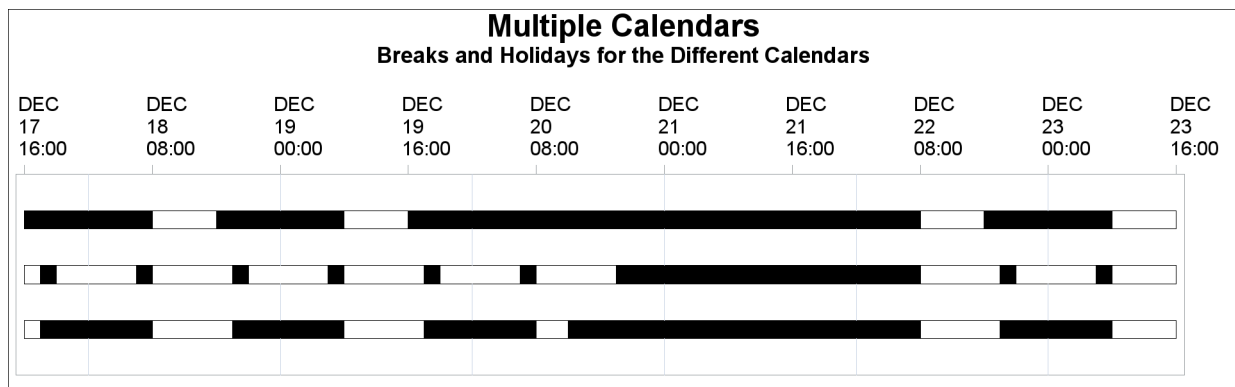 Multiple Calendars
Breaks and Holidays for the Different Calendars
DEC DEC DEC DEC DEC DEC DEC DEC DEC DEC
17 18 19 19 20 21 21 22 23 23
16:00 08:00 00:00 16:00 08:00 00:00 16:00 08:00 00:00 16:00